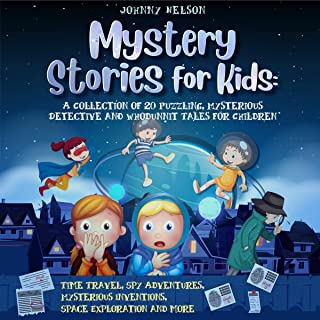 JOHNNY NELSON
Mystery
Stories for Kids:
A COLLECTION OF 20 PUZZLING, MYSTERIOUS
DETECTIVE AND WHODUNNIT TALES FOR CHILDREN
TIME TRAVEL, SPY ADVENTURES,
MYSTERIOUS INVENTIONS,
SPACE EXPLORATION AND MORE